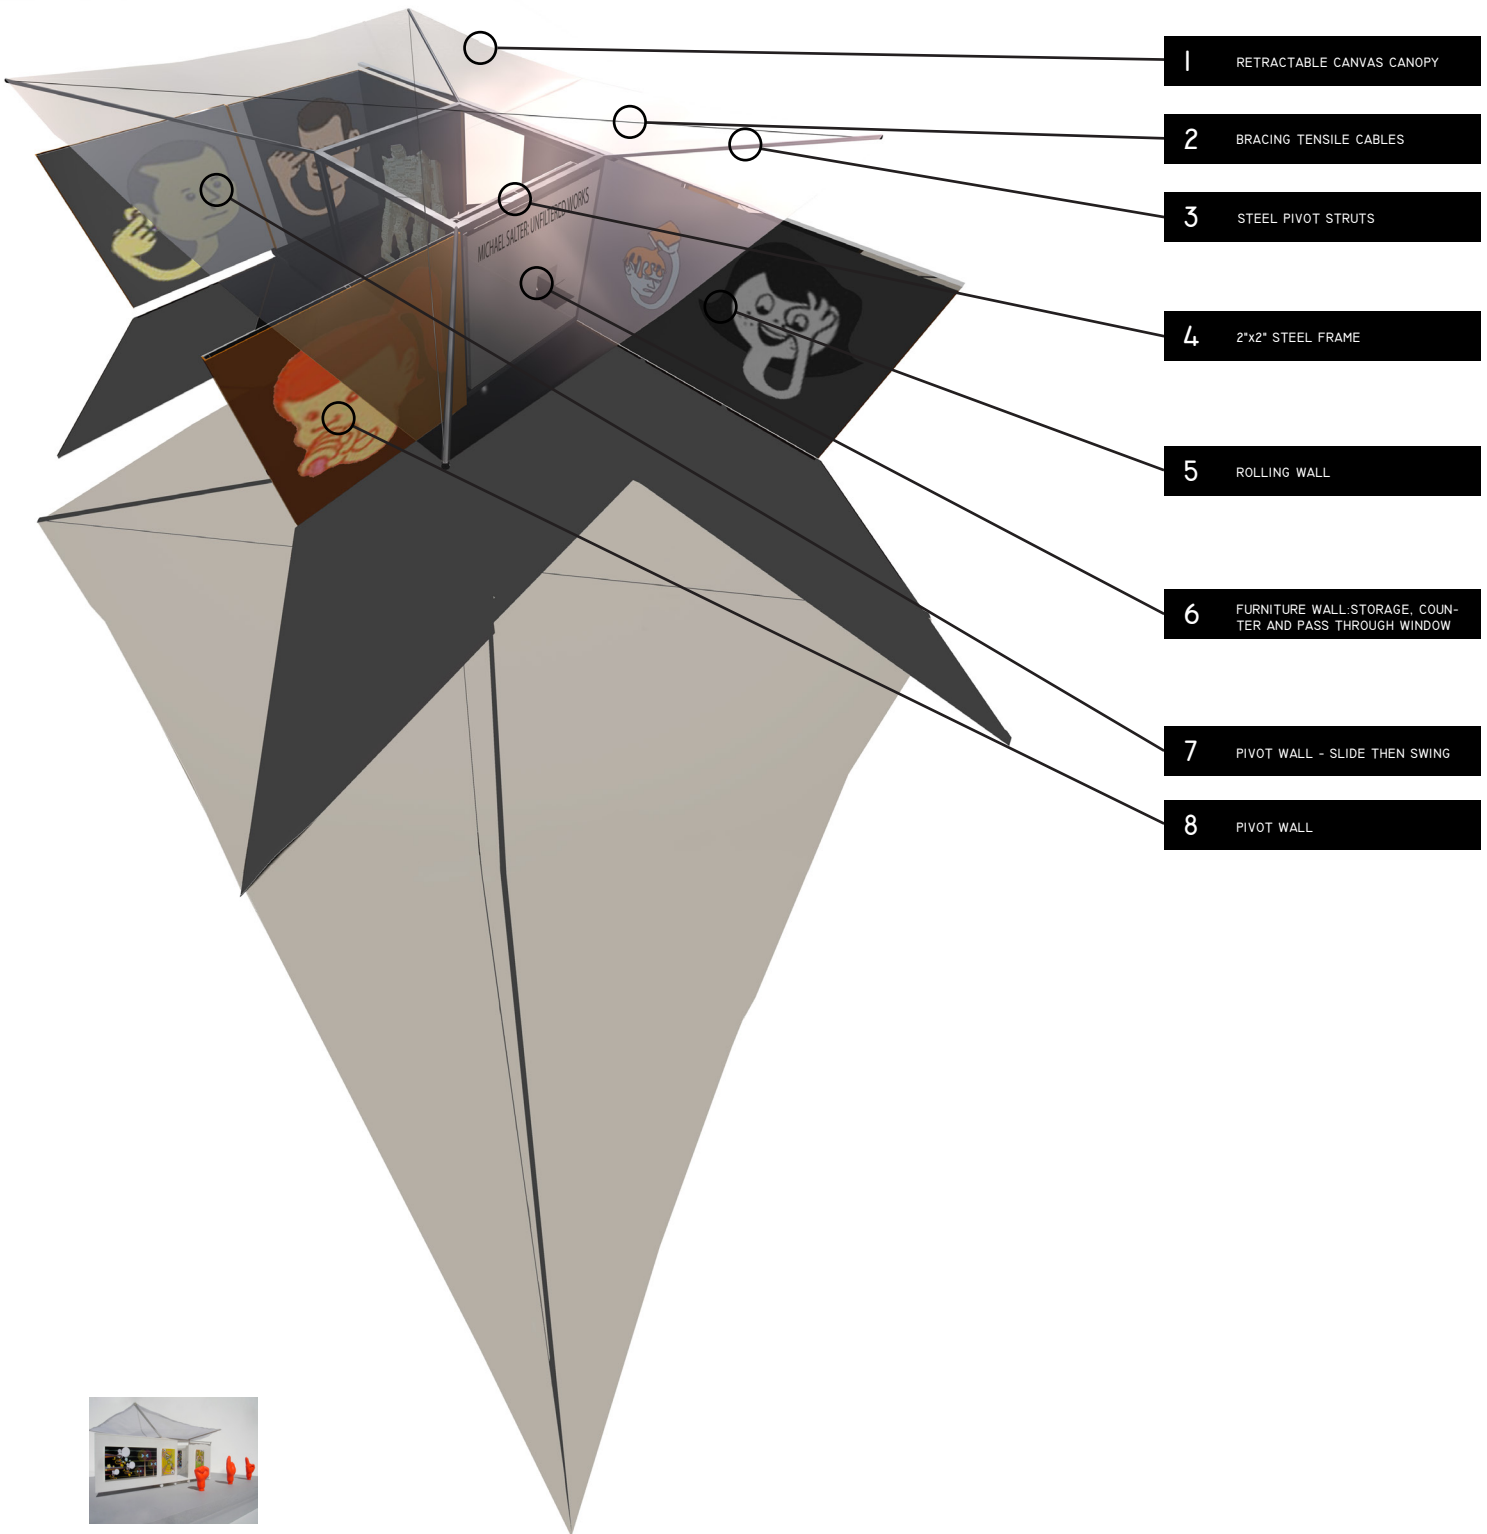 1 RETRACTABLE CANVAS CANOPY
2 BRACING TENSILE CABLES
3 STEEL PIVOT STRUTS
MICHAEL SALTER: UNFILTERED WORKS
4 2"X2" STEEL FRAME
5 ROLLING WALL
6 FURNITURE WALL:STORAGE, COUN-
TER AND PASS THROUGH WINDOW
7 PIVOT WALL - SLIDE THEN SWING
8 PIVOT WALL